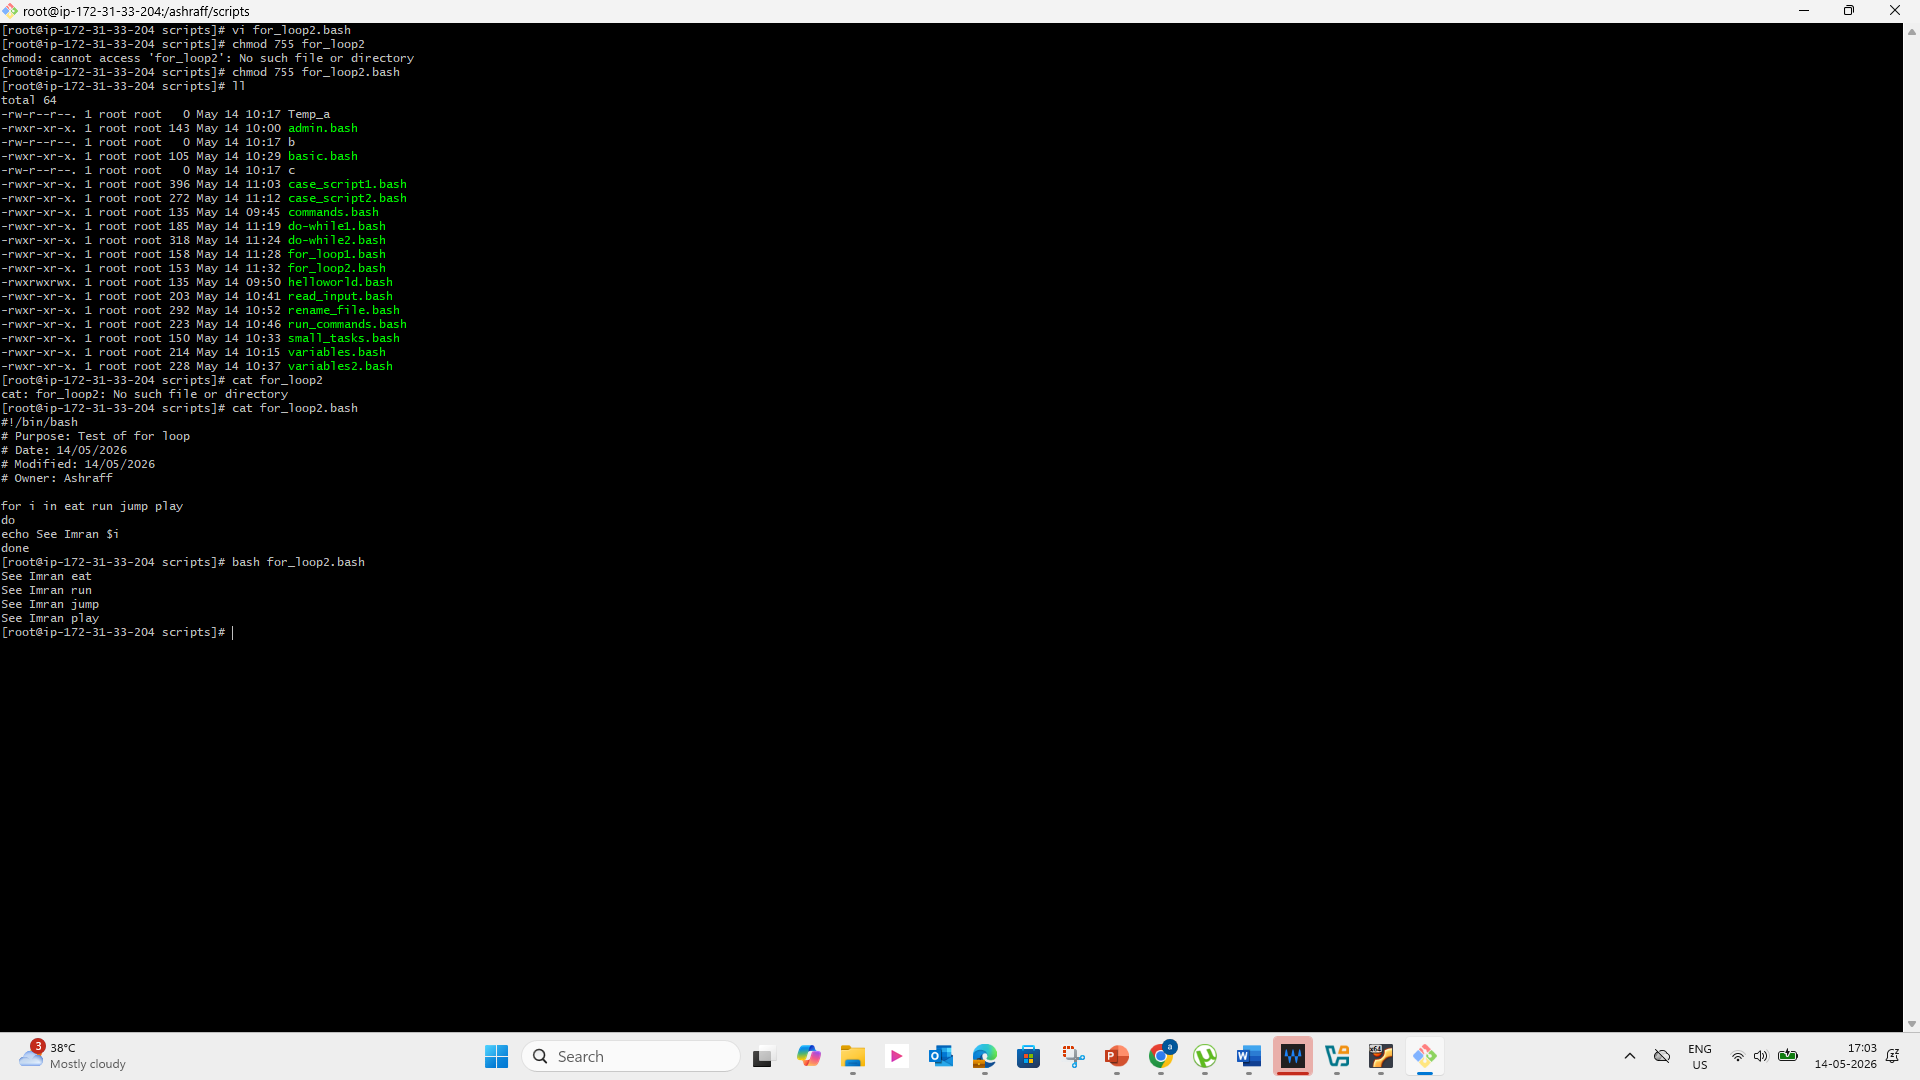 root@ip-172-31-33-204:/ashraff/scripts
[root@ip-172-31-33-204 scripts]# vi for_loop2.bash
[root@ip-172-31-33-204 scripts]# chmod 755 for_loop2
chmod: cannot access 'for_loop2': No such file or directory
[root@ip-172-31-33-204 scripts]# chmod 755 for_loop2.bash
[root@ip-172-31-33-204 scripts]# ll
total 64
-rw-r--r--. 1 root root   0 May 14 10:17 Temp_a
-rwxr-xr-x. 1 root root 143 May 14 10:00 admin.bash
-rw-r--r--. 1 root root   0 May 14 10:17 b
-rwxr-xr-x. 1 root root 105 May 14 10:29 basic.bash
-rw-r--r--. 1 root root   0 May 14 10:17 c
-rwxr-xr-x. 1 root root 396 May 14 11:03 case_script1.bash
-rwxr-xr-x. 1 root root 272 May 14 11:12 case_script2.bash
-rwxr-xr-x. 1 root root 135 May 14 09:45 commands.bash
-rwxr-xr-x. 1 root root 185 May 14 11:19 do-while1.bash
-rwxr-xr-x. 1 root root 318 May 14 11:24 do-while2.bash
-rwxr-xr-x. 1 root root 158 May 14 11:28 for_loop1.bash
-rwxr-xr-x. 1 root root 153 May 14 11:32 for_loop2.bash
-rwxrwxrwx. 1 root root 135 May 14 09:50 helloworld.bash
-rwxr-xr-x. 1 root root 203 May 14 10:41 read_input.bash
-rwxr-xr-x. 1 root root 292 May 14 10:52 rename_file.bash
-rwxr-xr-x. 1 root root 223 May 14 10:46 run_commands.bash
-rwxr-xr-x. 1 root root 150 May 14 10:33 small_tasks.bash
-rwxr-xr-x. 1 root root 214 May 14 10:15 variables.bash
-rwxr-xr-x. 1 root root 228 May 14 10:37 variables2.bash
[root@ip-172-31-33-204 scripts]# cat for_loop2
cat: for_loop2: No such file or directory
[root@ip-172-31-33-204 scripts]# cat for_loop2.bash
#!/bin/bash
# Purpose: Test of for loop
# Date: 14/05/2026
# Modified: 14/05/2026
# Owner: Ashraff
for i in eat run jump play
do
echo See Imran $i
done
[root@ip-172-31-33-204 scripts]# bash for_loop2.bash
See Imran eat
See Imran run
See Imran jump
See Imran play
[root@ip-172-31-33-204 scripts]#
3
38°C
Mostly cloudy
Search
a
ENG
US
17:03
14-05-2026